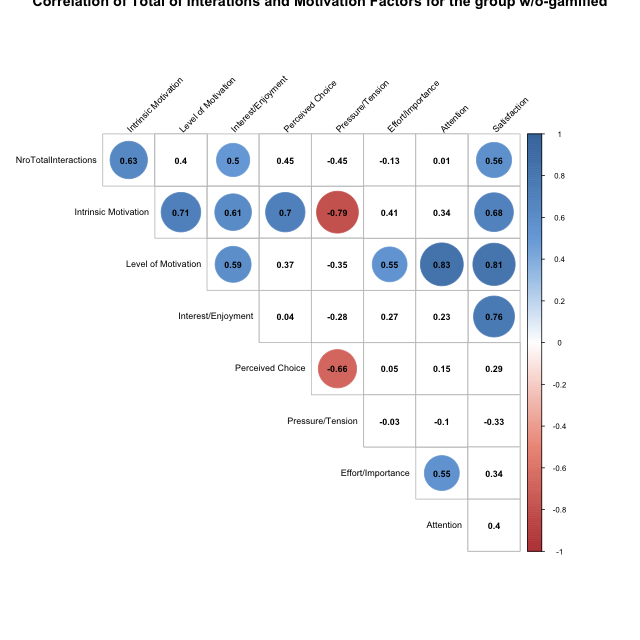 Correlation of Total of Interations and Motivation Factors for the group w/o-gamified
Intrinsic Motivation
Level of Motivation
Interest/Enjoyment
Perceived Choice
Pressure/Tension
Effort/Importance
Attention
Satisfaction
NroTotalInteractions 0.63 0.4 0.5 0.45 -0.45 -0.13 0.01 0.56
Intrinsic Motivation 0.71 0.61 0.7 -0.79 0.41 0.34 0.68
Level of Motivation 0.59 0.37 -0.35 0.55 0.83 0.81
Interest/Enjoyment 0.04 -0.28 0.27 0.23 0.76
Perceived Choice -0.66 0.05 0.15 0.29
Pressure/Tension -0.03 -0.1 -0.33
Effort/Importance 0.55 0.34
Attention 0.4
1
0.8
0.6
0.4
0.2
0
-0.2
-0.4
-0.6
-0.8
-1